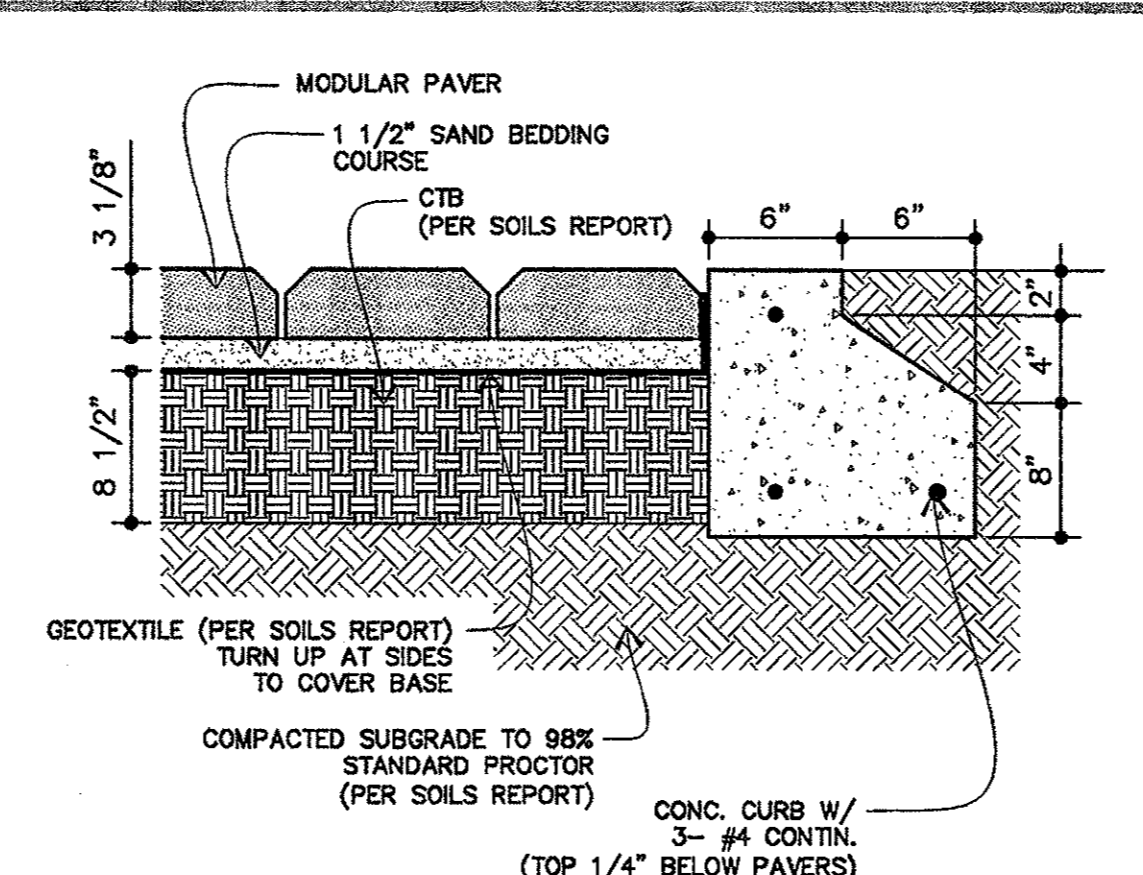 MODULAR PAVER
1 1/2" SAND BEDDING
COURSE
CTB
(PER SOILS REPORT)
3 1/8"
8 1/2"
6"
6"
2"
4"
8"
GEOTEXTILE (PER SOILS REPORT)
TURN UP AT SIDES
TO COVER BASE
COMPACTED SUBGRADE TO 98%
STANDARD PROCTOR
(PER SOILS REPORT)
CONC. CURB W/
3- #4 CONTIN.
(TOP 1/4" BELOW PAVERS)